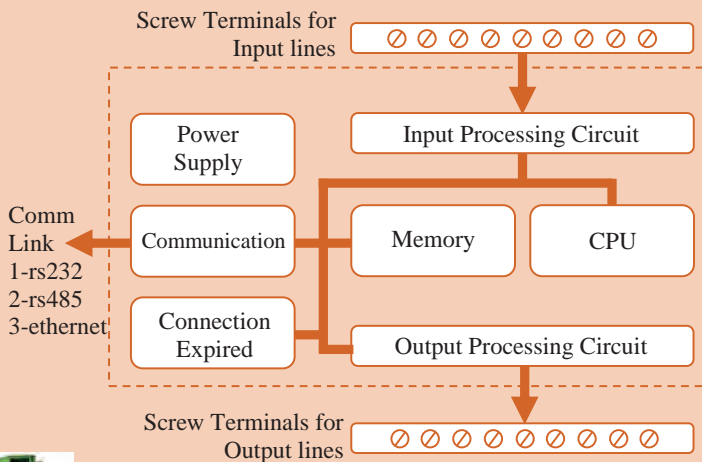 Screw Terminals for
Input lines
Power
Supply
Input Processing Circuit
Comm
Link
1-rs232
2-rs485
3-ethernet
Communication
Memory
CPU
Connection
Expired
Output Processing Circuit
Screw Terminals for
Output lines